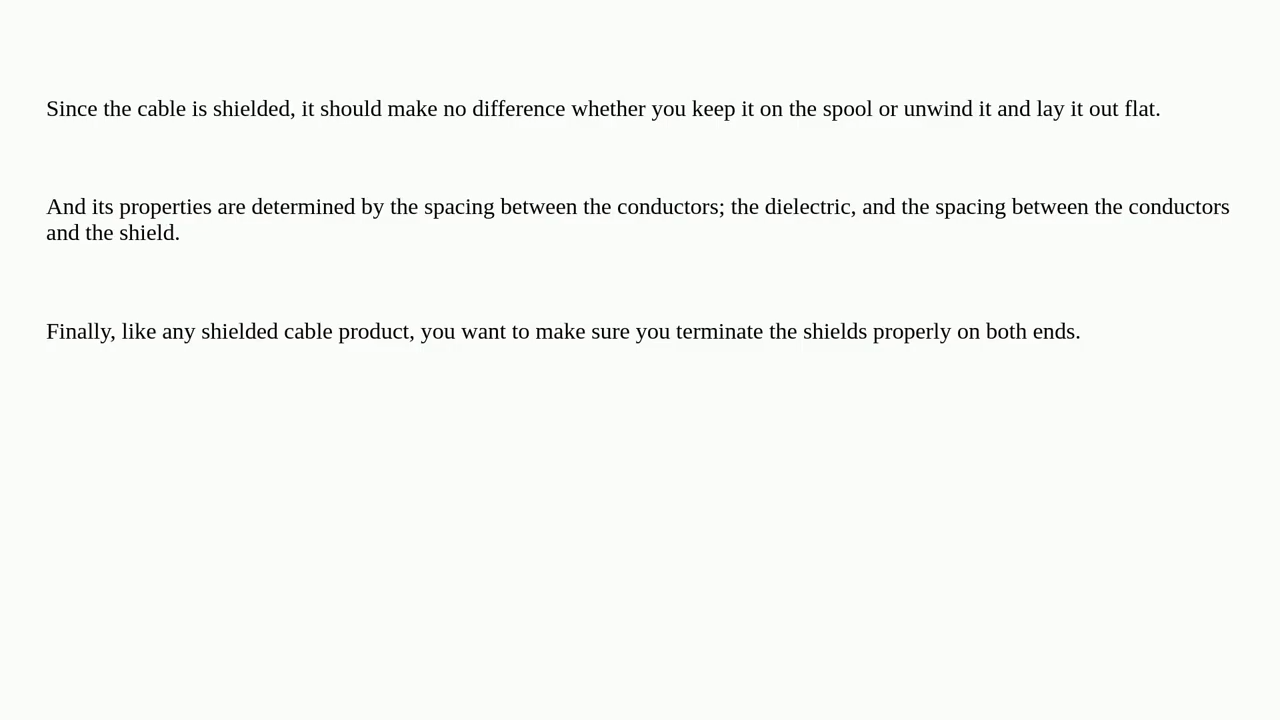 Since the cable is shielded, it should make no difference whether you keep it on the spool or unwind it and lay it out flat.
And its properties are determined by the spacing between the conductors; the dielectric, and the spacing between the conductors
and the shield.
Finally, like any shielded cable product, you want to make sure you terminate the shields properly on both ends.